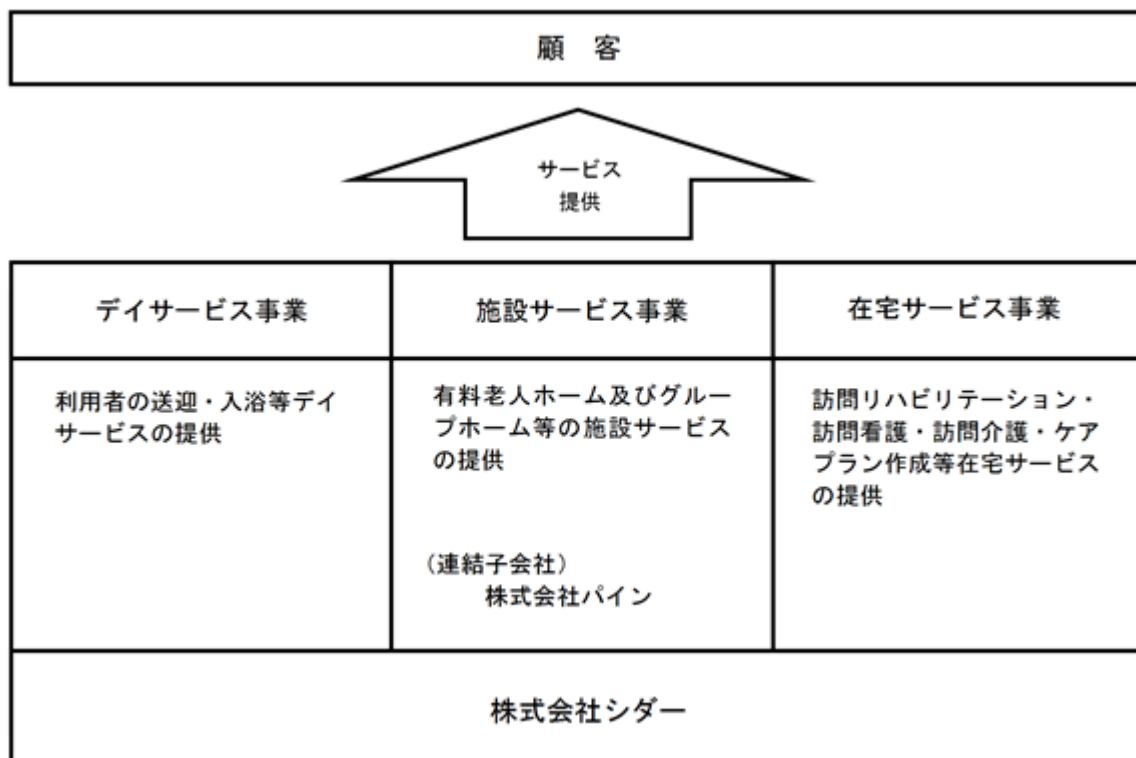 顧　客
サービス
提供
デイサービス事業
施設サービス事業
在宅サービス事業
利用者の送迎・入浴等デイ
サービスの提供
有料老人ホーム及びグルー
プホーム等の施設サービス
の提供
（連結子会社）
株式会社パイン
訪問リハビリテーション・
訪問看護・訪問介護・ケア
プラン作成等在宅サービス
の提供
株式会社シダー